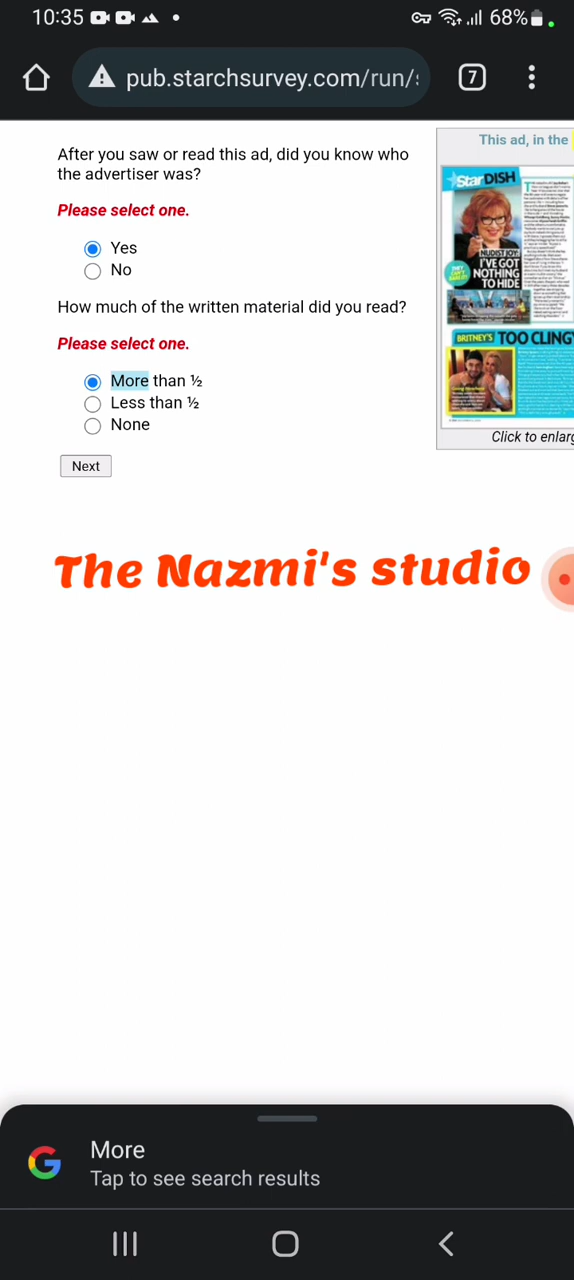 10:35
68%
pub.starchsurvey.com/run/
7
After you saw or read this ad, did you know who
the advertiser was?
Please select one.
Yes
No
How much of the written material did you read?
Please select one.
More than ½
Less than ½
None
Next
This ad, in the
Star DISH
NUDIST JOY:
I'VE GOT
NOTHING
TO HIDE
BRITNEY'S TOO CLING
Click to enlarg
The Nazmi's studio
More
Tap to see search results